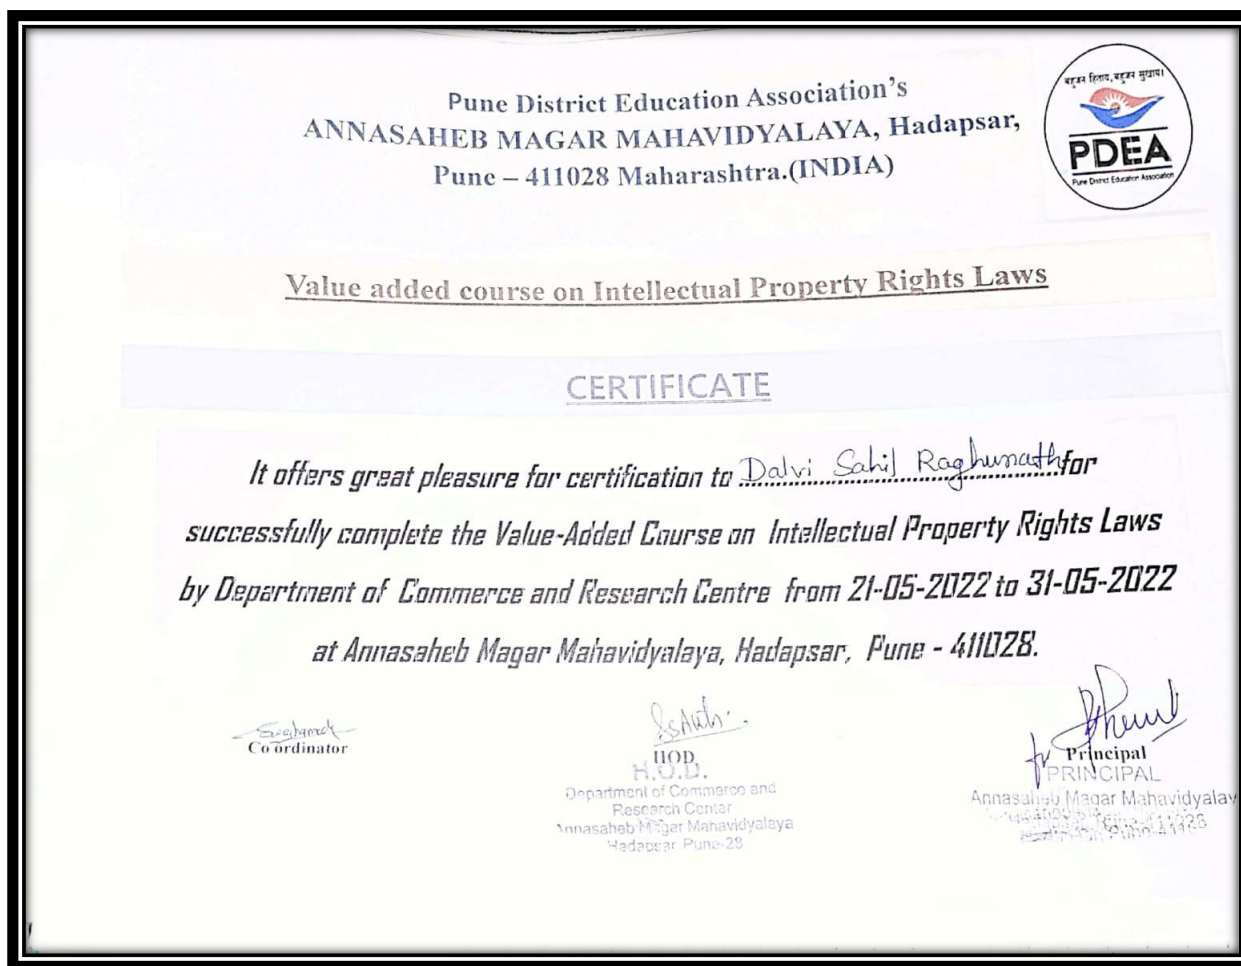 Pune District Education Association's
ANNASAHEB MAGAR MAHAVIDYALAYA, Hadapsar,
Pune – 411028 Maharashtra.(INDIA)
बहुजन हिताय, बहुजन सुखाय।
PDEA
Pune District Education Association
Value added course on Intellectual Property Rights Laws
CERTIFICATE
It offers great pleasure for certification to Dalvi Sahil Raghunath for
successfully complete the Value-Added Course on Intellectual Property Rights Laws
by Department of Commerce and Research Centre from 21-05-2022 to 31-05-2022
at Annasaheb Magar Mahavidyalaya, Hadapsar, Pune - 411028.
Co ordinator
HOD
H.O.D.
Department of Commerce and
Research Center
Annasaheb Magar Mahavidyalaya
Hadapsar Pune-28
Principal
PRINCIPAL
Annasaheb Magar Mahavidyalay